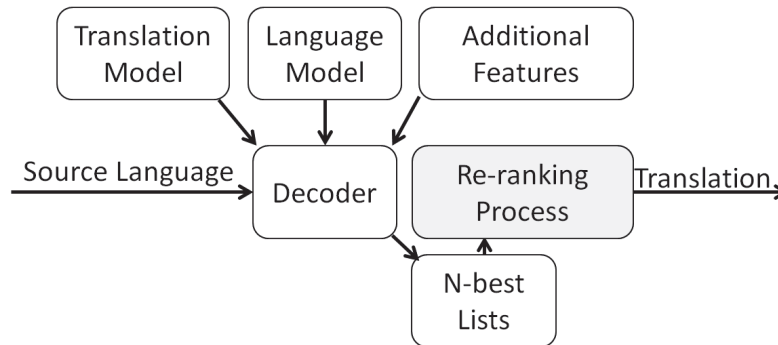 Translation
Model
Language
Model
Additional
Features
Source Language
Decoder
Re-ranking
Process
Translation
N-best
Lists